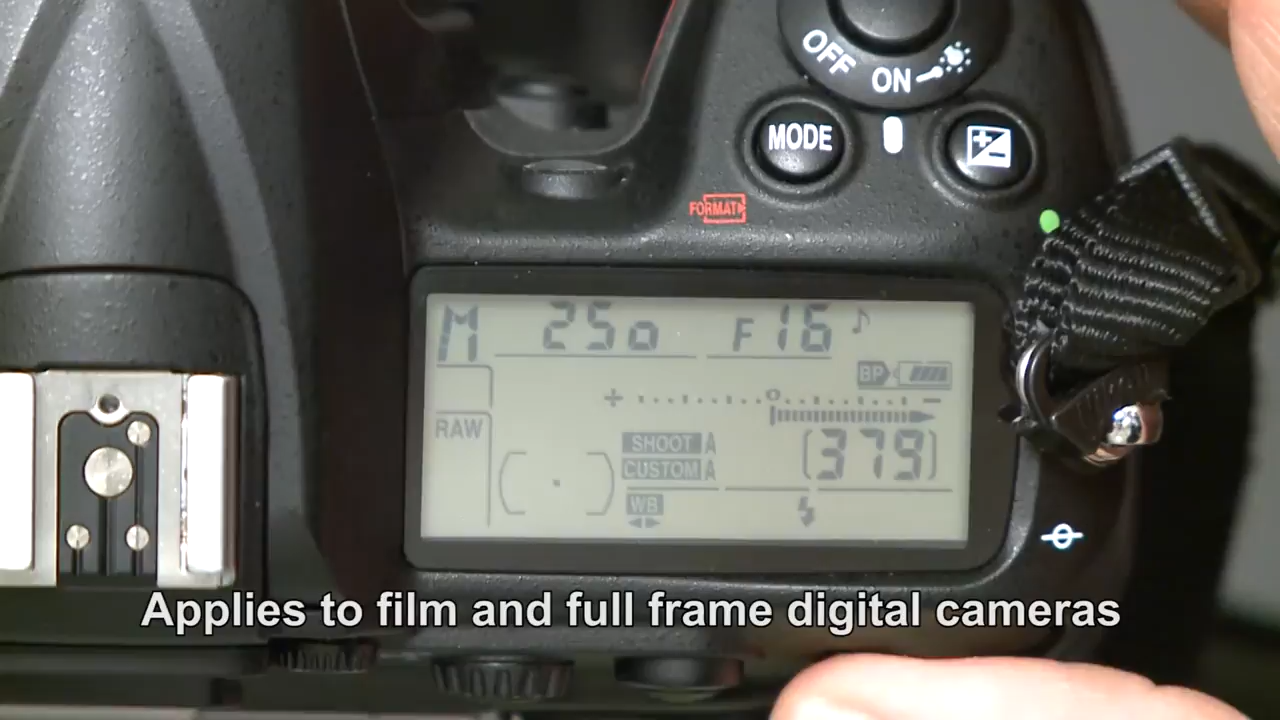 OFF
ON
MODE
FORMAT
M 250 F16
BP
+ 0 −
RAW
SHOOT A
[379]
CUSTOM A
WB
Applies to film and full frame digital cameras